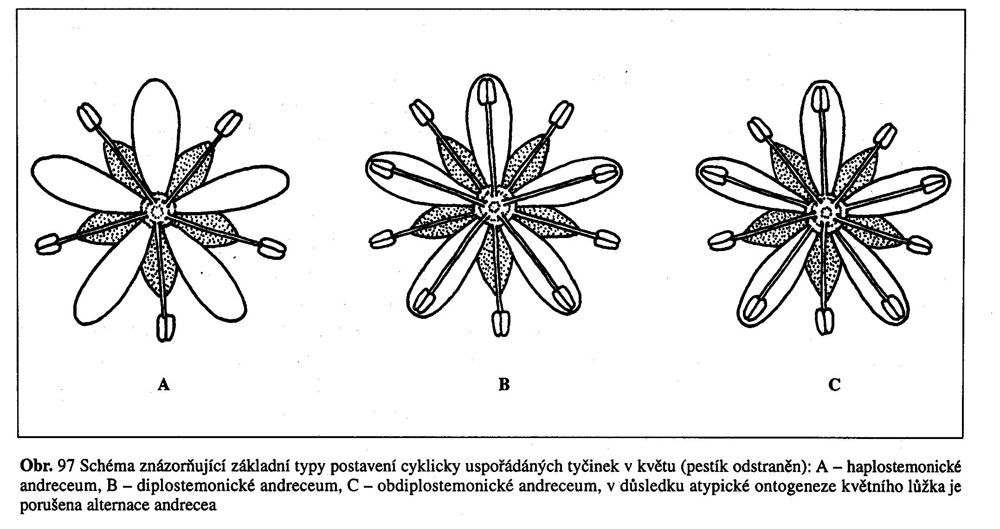 A
B
C
Obr. 97 Schéma znázorňující základní typy postavení cyklicky uspořádáných tyčinek v květu (pestík odstraněn): A – haplostemonické
andreceum, B – diplostemonické andreceum, C – obdiplostemonické andreceum, v důsledku atypické ontogeneze květního lůžka je
porušena alternace andrecea